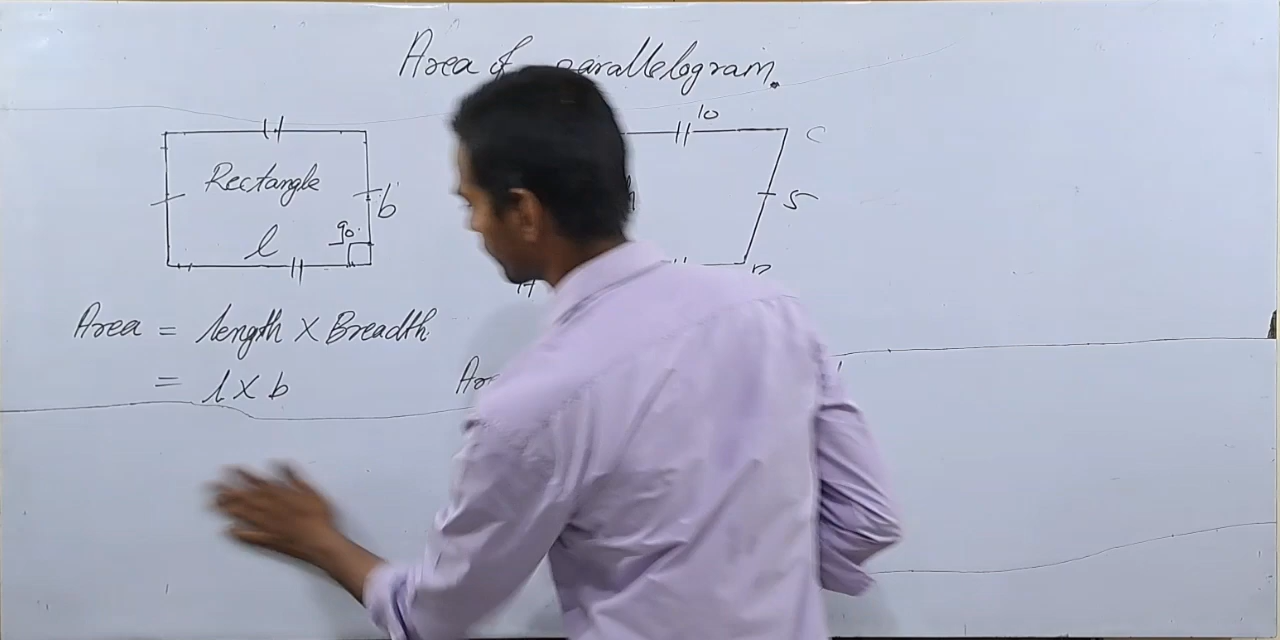 Area of parallelogram.
10
C
Rectangle
b
5
l
90.
Area = length X Breadth
= l X b